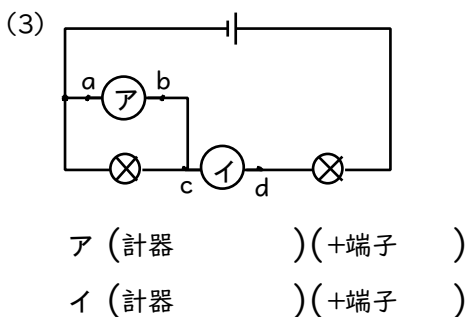 (3)
a b
ア
イ
c d
ア (計器 )(+端子 )
イ (計器 )(+端子 )